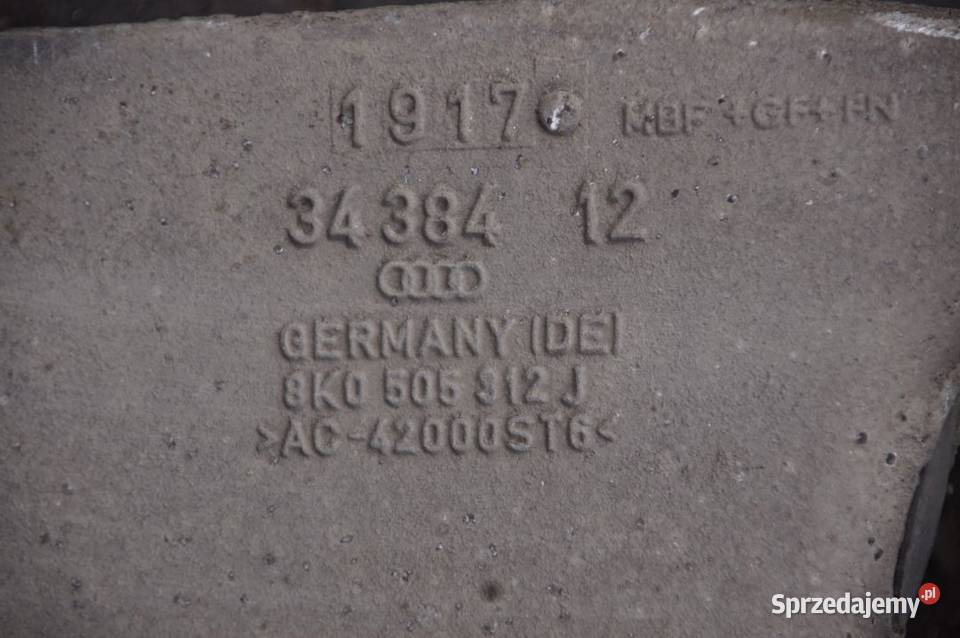 1917 MBF +GF+ FN
34 384 12
GERMANY (DE)
8K0 505 312 J
>AC-42000ST6<
Sprzedajemy.pl